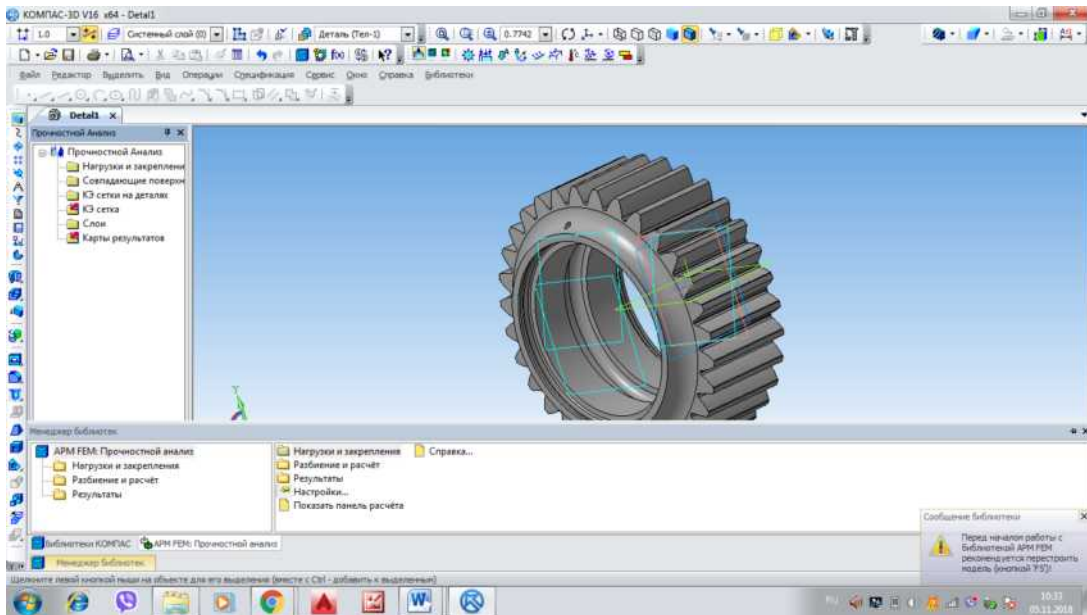 КОМПАС-3D V16 x64 - Detal1
1.0
Системный слой (0)
Деталь (Тел-1)
0.7742
Файл Редактор Выделить Вид Операции Спецификация Сервис Окно Справка Библиотеки
Detal1
Прочностной Анализ
Прочностной Анализ
Нагрузки и закреплени
Совпадающие поверхн
КЭ сетки на деталях
КЭ сетка
Слои
Карты результатов
Менеджер библиотек
APM FEM: Прочностной анализ
Нагрузки и закрепления
Разбиение и расчёт
Результаты
Нагрузки и закрепления
Разбиение и расчёт
Результаты
Настройки...
Показать панель расчёта
Справка...
Библиотеки КОМПАС
APM FEM: Прочностной анализ
Менеджер библиотек
Сообщение библиотеки
Перед началом работы с
библиотекой APM FEM
рекомендуется перестроить
модель (кнопкой 'F5')!
Щелкните левой кнопкой мыши на объекте для его выделения (вместе с Ctrl - добавить к выделенным)
RU
10:33
05.11.2018